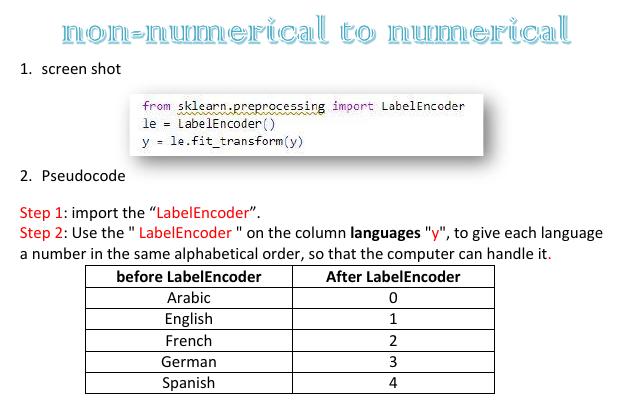 non-numerical to numerical
1. screen shot
from sklearn.preprocessing import LabelEncoder
le = LabelEncoder()
y = le.fit_transform(y)
2. Pseudocode
Step 1: import the “LabelEncoder”.
Step 2: Use the " LabelEncoder " on the column languages "y", to give each language
a number in the same alphabetical order, so that the computer can handle it.
before LabelEncoder After LabelEncoder
Arabic 0
English 1
French 2
German 3
Spanish 4